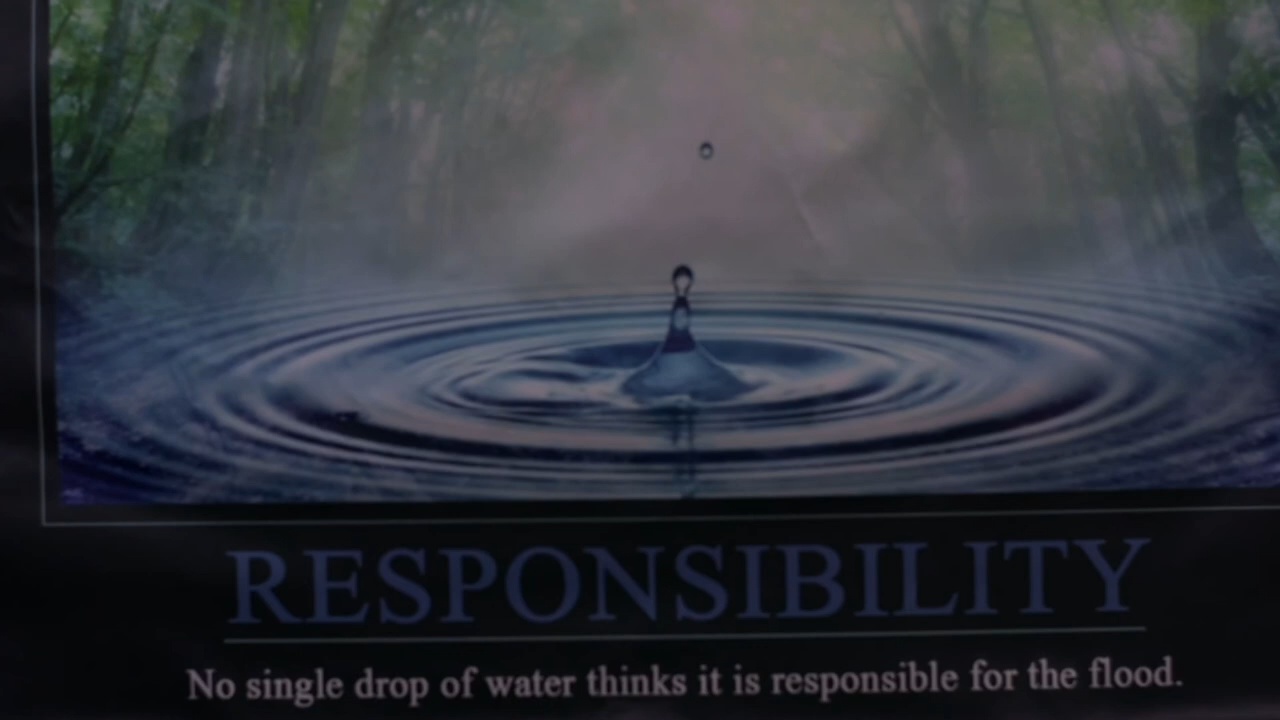 RESPONSIBILITY
No single drop of water thinks it is responsible for the flood.